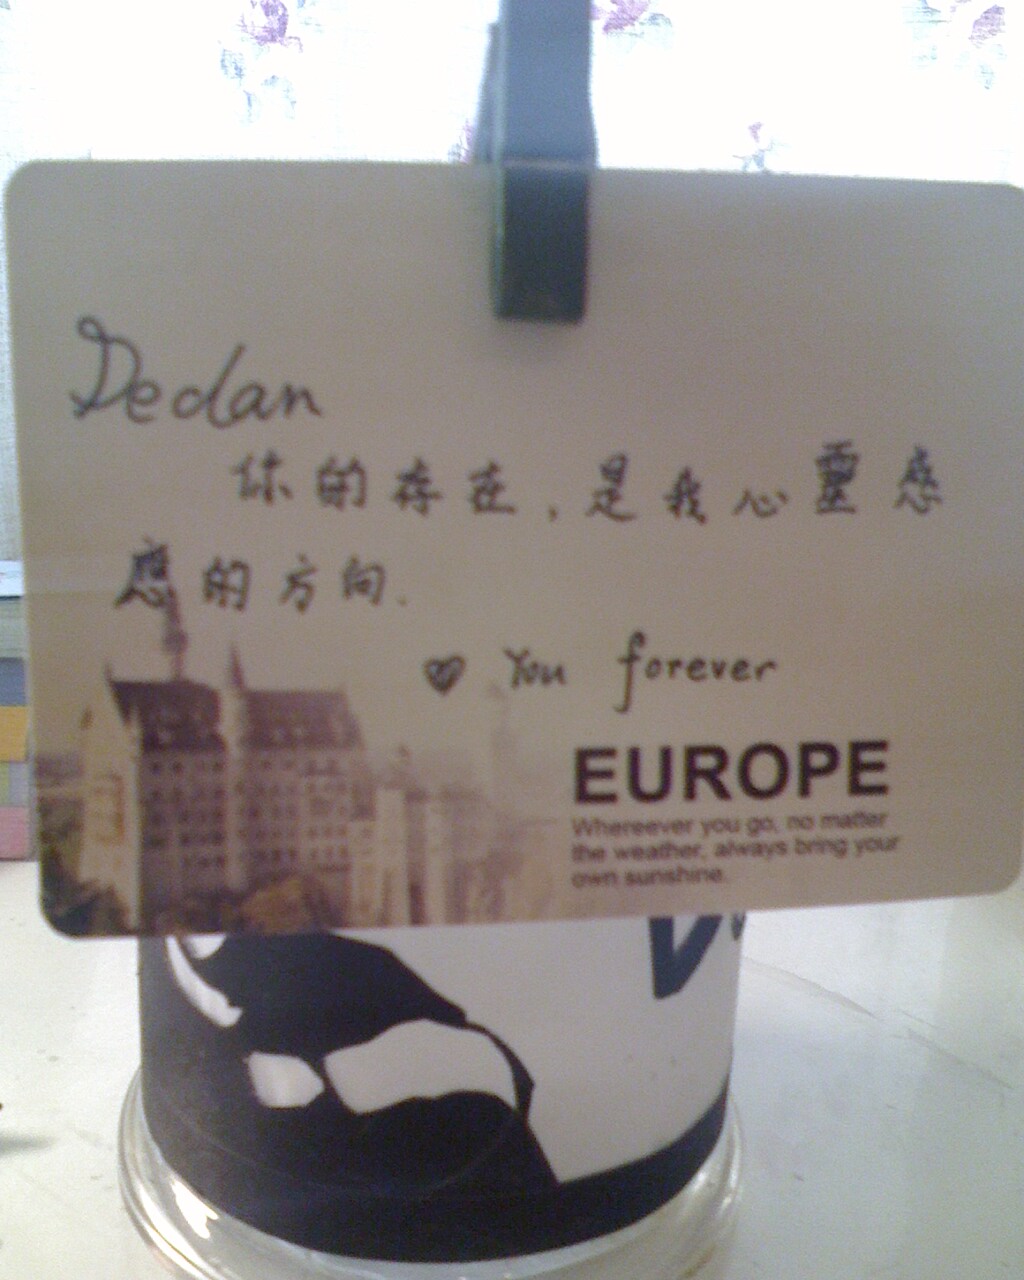 Dedan
你的存在，是我心靈感
應的方向.
♥ You forever
EUROPE
Whereever you go, no matter
the weather, always bring your
own sunshine.